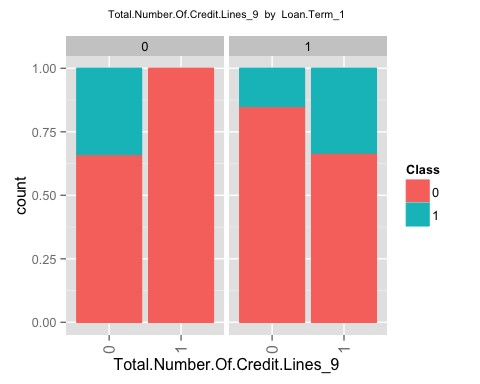 Total.Number.Of.Credit.Lines_9 by Loan.Term_1
0 1
1.00
0.75
0.50
0.25
0.00
count
0 1 0 1
Total.Number.Of.Credit.Lines_9
Class
0
1